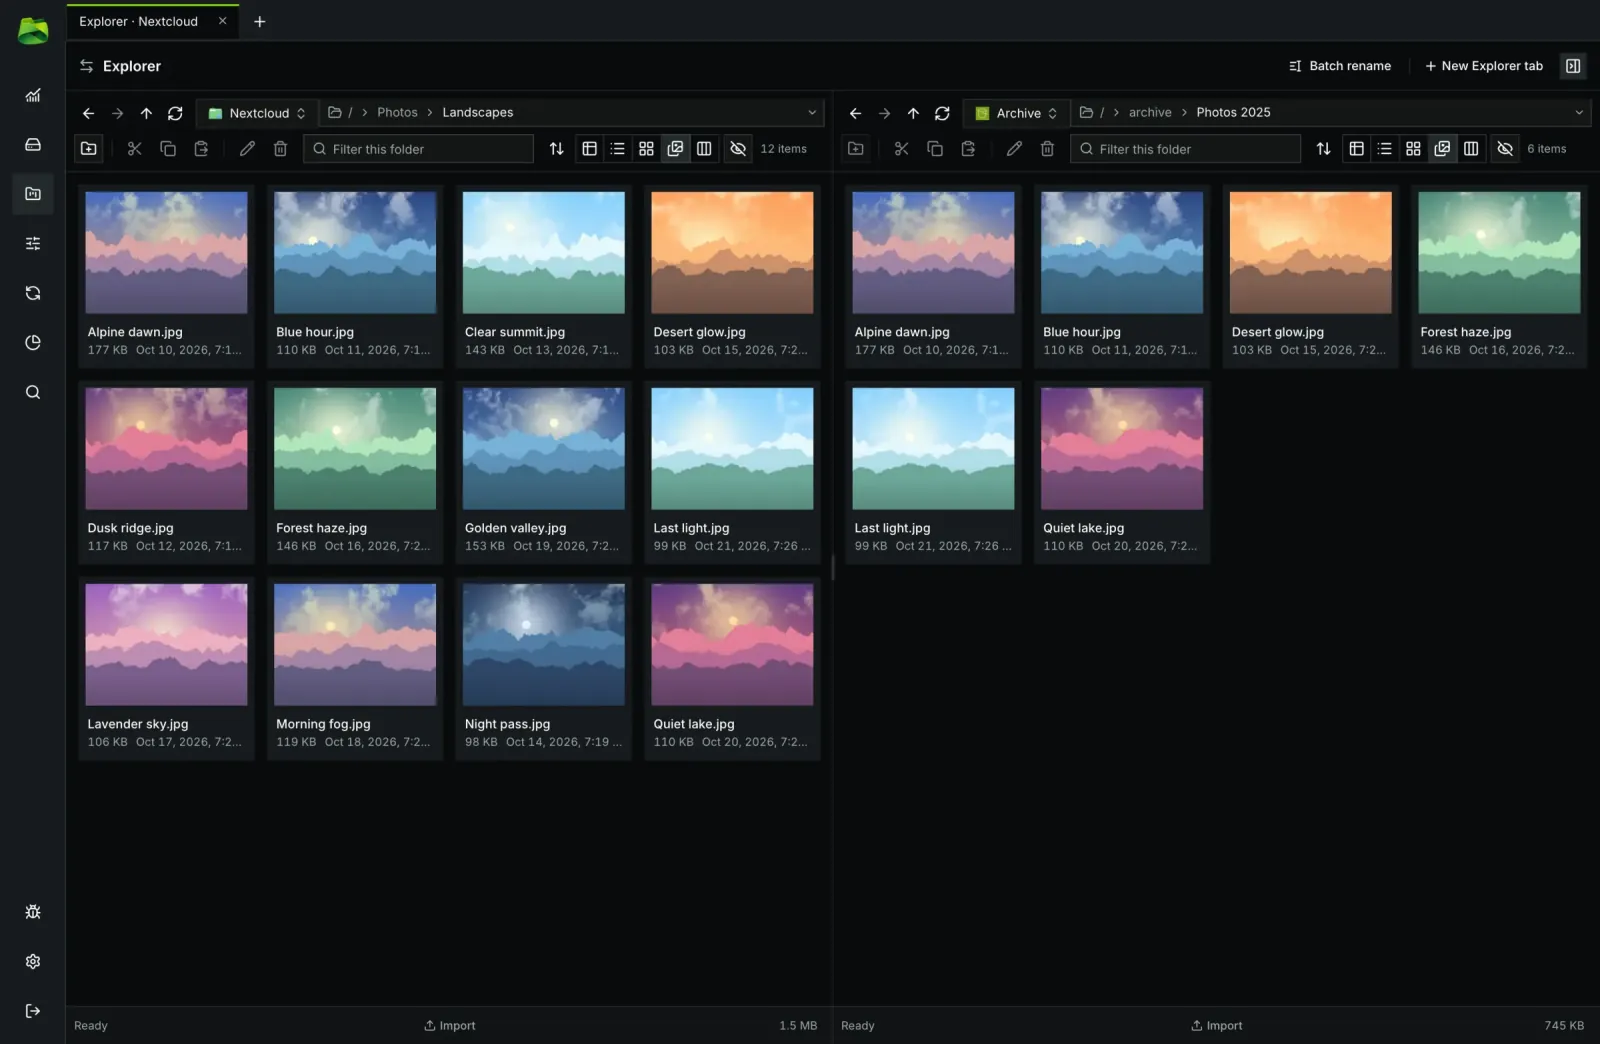 Explorer · Nextcloud
Explorer
Batch rename
New Explorer tab
Nextcloud
/ > Photos > Landscapes
Filter this folder
12 items
Alpine dawn.jpg
177 KB Oct 10, 2026, 7:1...
Blue hour.jpg
110 KB Oct 11, 2026, 7:1...
Clear summit.jpg
143 KB Oct 13, 2026, 7:1...
Desert glow.jpg
103 KB Oct 15, 2026, 7:2...
Dusk ridge.jpg
117 KB Oct 12, 2026, 7:1...
Forest haze.jpg
146 KB Oct 16, 2026, 7:2...
Golden valley.jpg
153 KB Oct 19, 2026, 7:2...
Last light.jpg
99 KB Oct 21, 2026, 7:26 ...
Lavender sky.jpg
106 KB Oct 17, 2026, 7:2...
Morning fog.jpg
119 KB Oct 18, 2026, 7:2...
Night pass.jpg
98 KB Oct 14, 2026, 7:19 ...
Quiet lake.jpg
110 KB Oct 20, 2026, 7:2...
Ready
Import
1.5 MB
Archive
/ > archive > Photos 2025
Filter this folder
6 items
Alpine dawn.jpg
177 KB Oct 10, 2026, 7:1...
Blue hour.jpg
110 KB Oct 11, 2026, 7:1...
Desert glow.jpg
103 KB Oct 15, 2026, 7:2...
Forest haze.jpg
146 KB Oct 16, 2026, 7:2...
Last light.jpg
99 KB Oct 21, 2026, 7:26 ...
Quiet lake.jpg
110 KB Oct 20, 2026, 7:2...
Ready
Import
745 KB